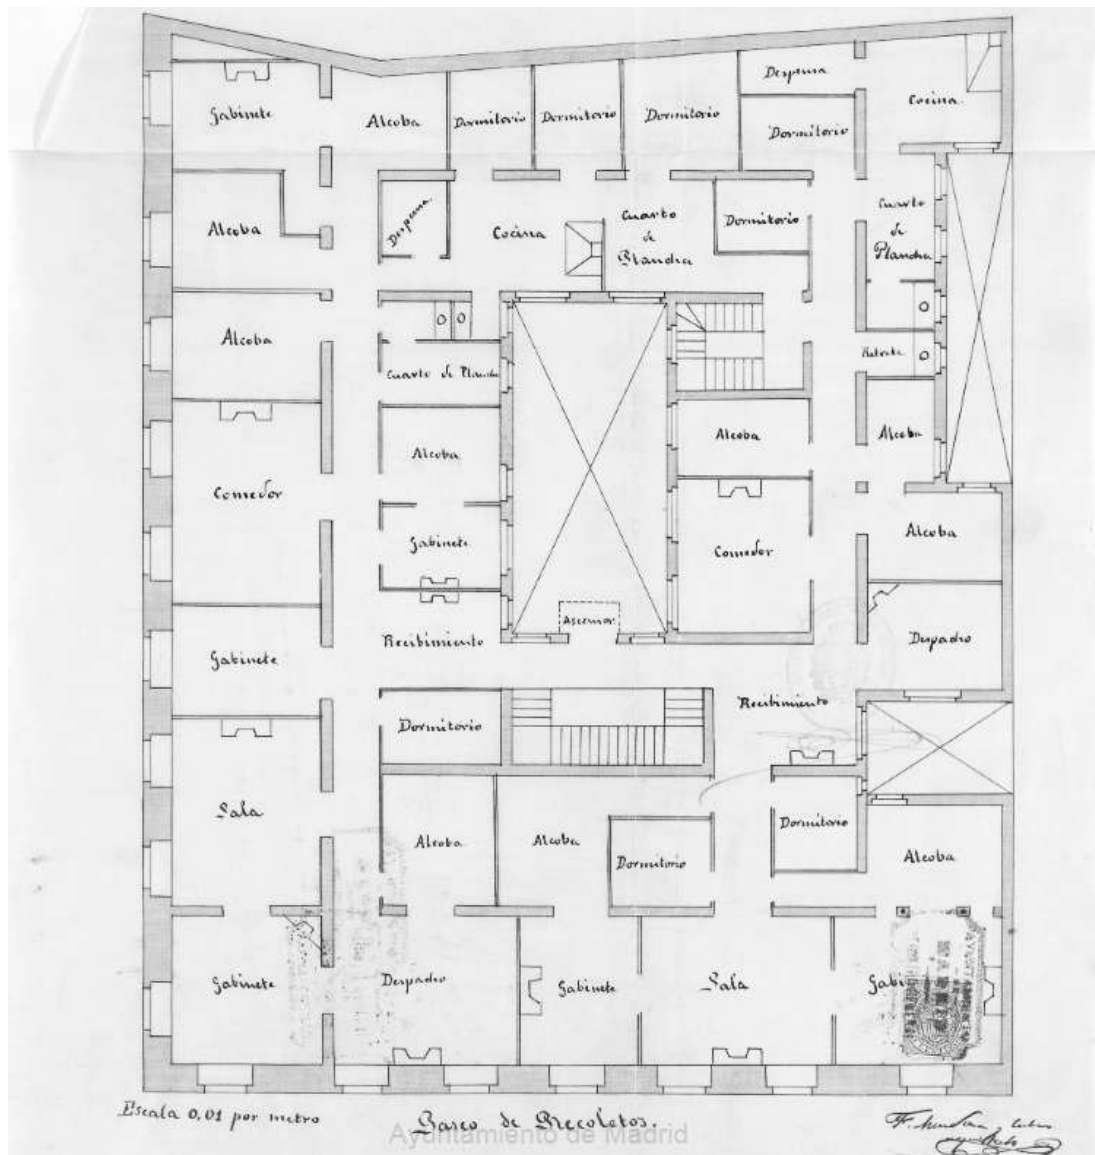 Despensa
Gabinete
Alcoba
Dormitorio
Dormitorio
Dormitorio
Dormitorio
Cocina
Alcoba
Despensa
Cocina
Cuarto
de
Plancha
Dormitorio
Cuarto
de
Plancha
Alcoba
Cuarto de Plancha
Retrete
Alcoba
Alcoba
Alcoba
Comedor
Gabinete
Comedor
Alcoba
Ascensor
Gabinete
Recibimiento
Despacho
Dormitorio
Recibimiento
Sala
Alcoba
Alcoba
Dormitorio
Dormitorio
Alcoba
Gabinete
Despacho
Gabinete
Sala
Escala 0,01 por metro
Paseo de Recoletos.
Ayuntamiento de Madrid